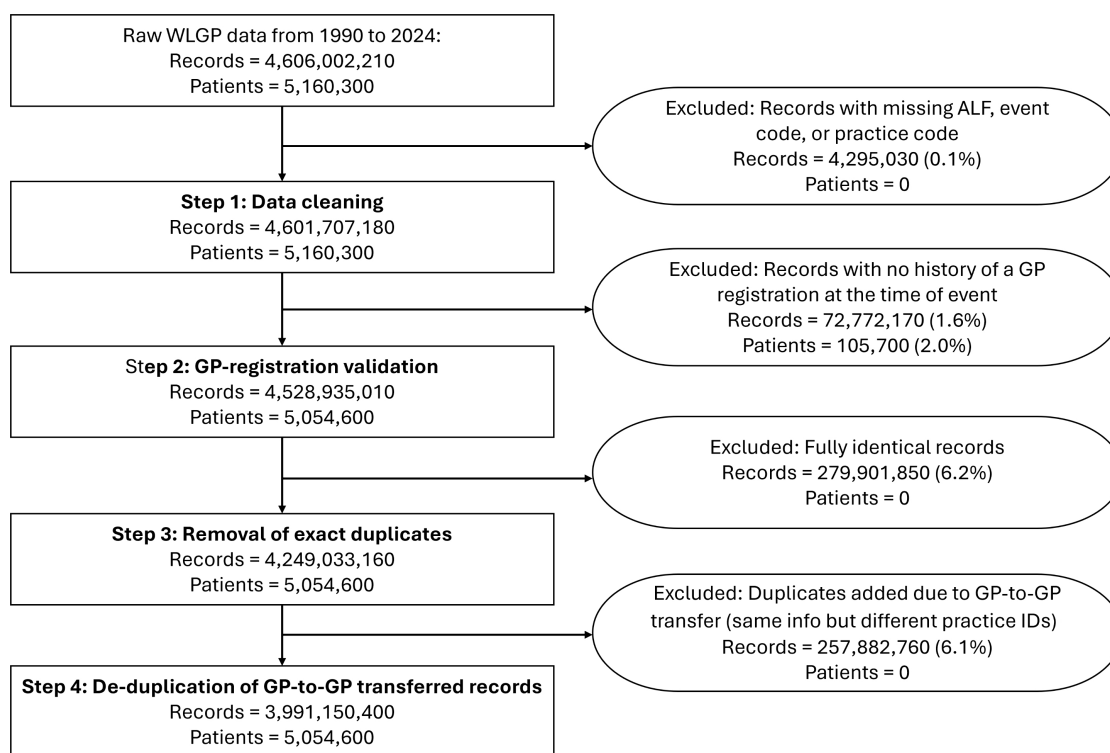 Raw WLGP data from 1990 to 2024:
Records = 4,606,002,210
Patients = 5,160,300
Excluded: Records with missing ALF, event
code, or practice code
Records = 4,295,030 (0.1%)
Patients = 0
Step 1: Data cleaning
Records = 4,601,707,180
Patients = 5,160,300
Excluded: Records with no history of a GP
registration at the time of event
Records = 72,772,170 (1.6%)
Patients = 105,700 (2.0%)
Step 2: GP-registration validation
Records = 4,528,935,010
Patients = 5,054,600
Excluded: Fully identical records
Records = 279,901,850 (6.2%)
Patients = 0
Step 3: Removal of exact duplicates
Records = 4,249,033,160
Patients = 5,054,600
Excluded: Duplicates added due to GP-to-GP
transfer (same info but different practice IDs)
Records = 257,882,760 (6.1%)
Patients = 0
Step 4: De-duplication of GP-to-GP transferred records
Records = 3,991,150,400
Patients = 5,054,600